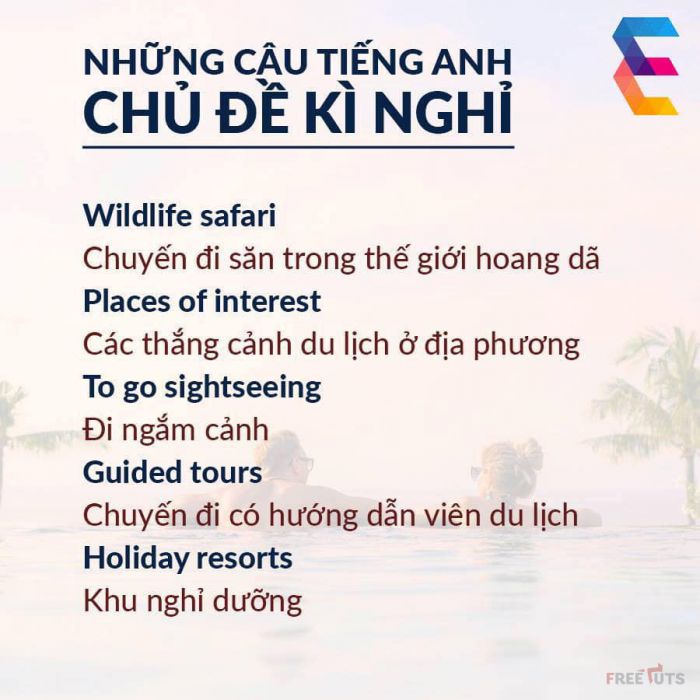 NHỮNG CÂU TIẾNG ANH
CHỦ ĐỀ KÌ NGHỈ
Wildlife safari
Chuyến đi săn trong thế giới hoang dã
Places of interest
Các thắng cảnh du lịch ở địa phương
To go sightseeing
Đi ngắm cảnh
Guided tours
Chuyến đi có hướng dẫn viên du lịch
Holiday resorts
Khu nghỉ dưỡng
FREETUTS